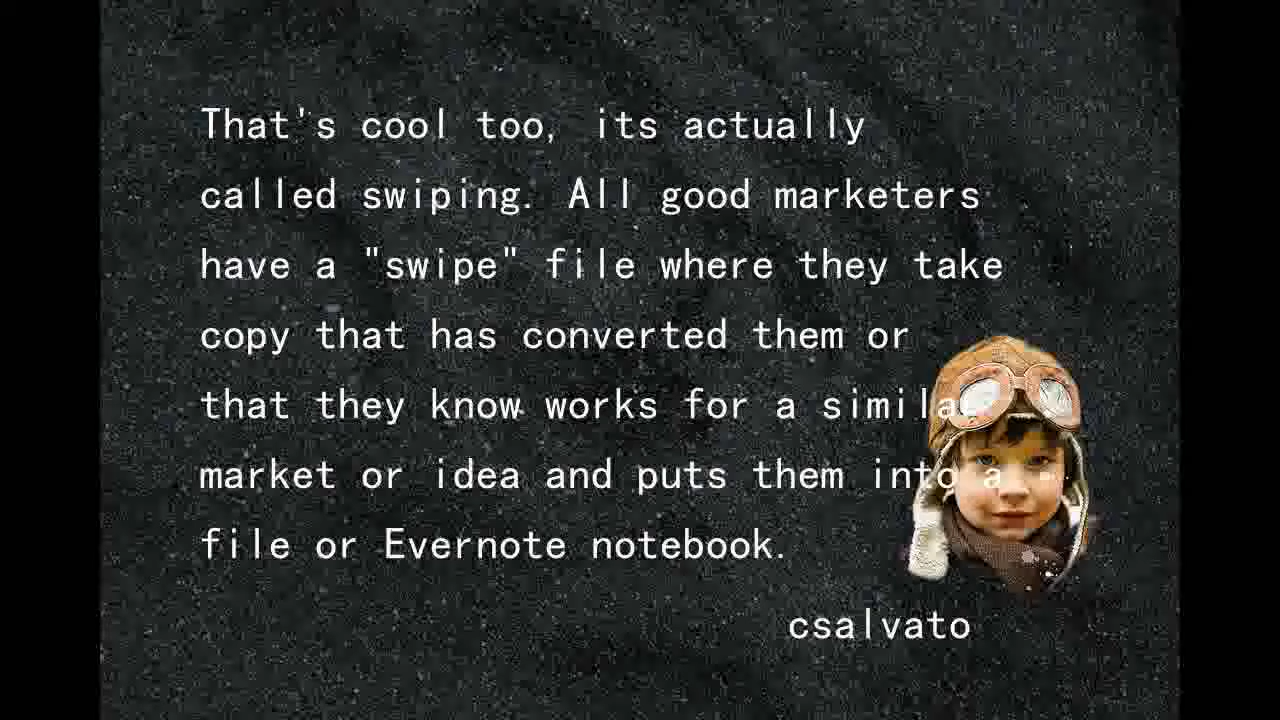 That's cool too, its actually
called swiping. All good marketers
have a "swipe" file where they take
copy that has converted them or
that they know works for a similar
market or idea and puts them into a
file or Evernote notebook.
csalvato